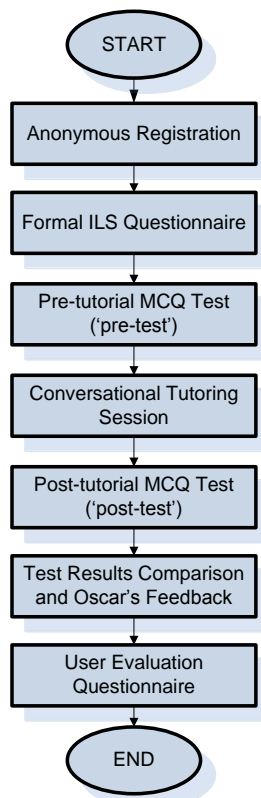 START
Anonymous Registration
Formal ILS Questionnaire
Pre-tutorial MCQ Test
(‘pre-test’)
Conversational Tutoring
Session
Post-tutorial MCQ Test
(‘post-test’)
Test Results Comparison
and Oscar’s Feedback
User Evaluation
Questionnaire
END